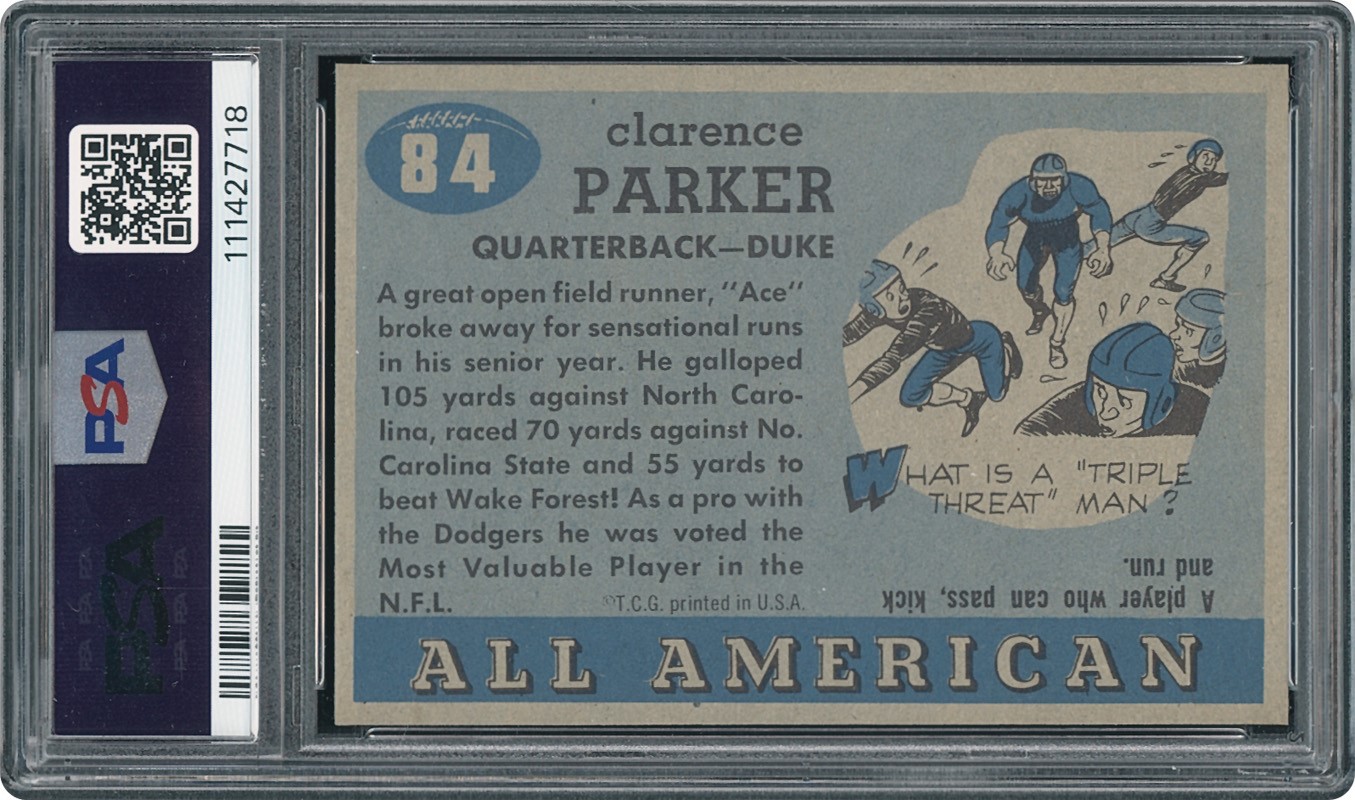 111427718
PSA
PSA
84
clarence
PARKER
QUARTERBACK—DUKE
A great open field runner, "Ace"
broke away for sensational runs
in his senior year. He galloped
105 yards against North Caro-
lina, raced 70 yards against No.
Carolina State and 55 yards to
beat Wake Forest! As a pro with
the Dodgers he was voted the
Most Valuable Player in the
N.F.L.
©T.C.G. printed in U.S.A.
WHAT IS A "TRIPLE
THREAT" MAN?
A player who can pass, kick
and run.
ALL AMERICAN